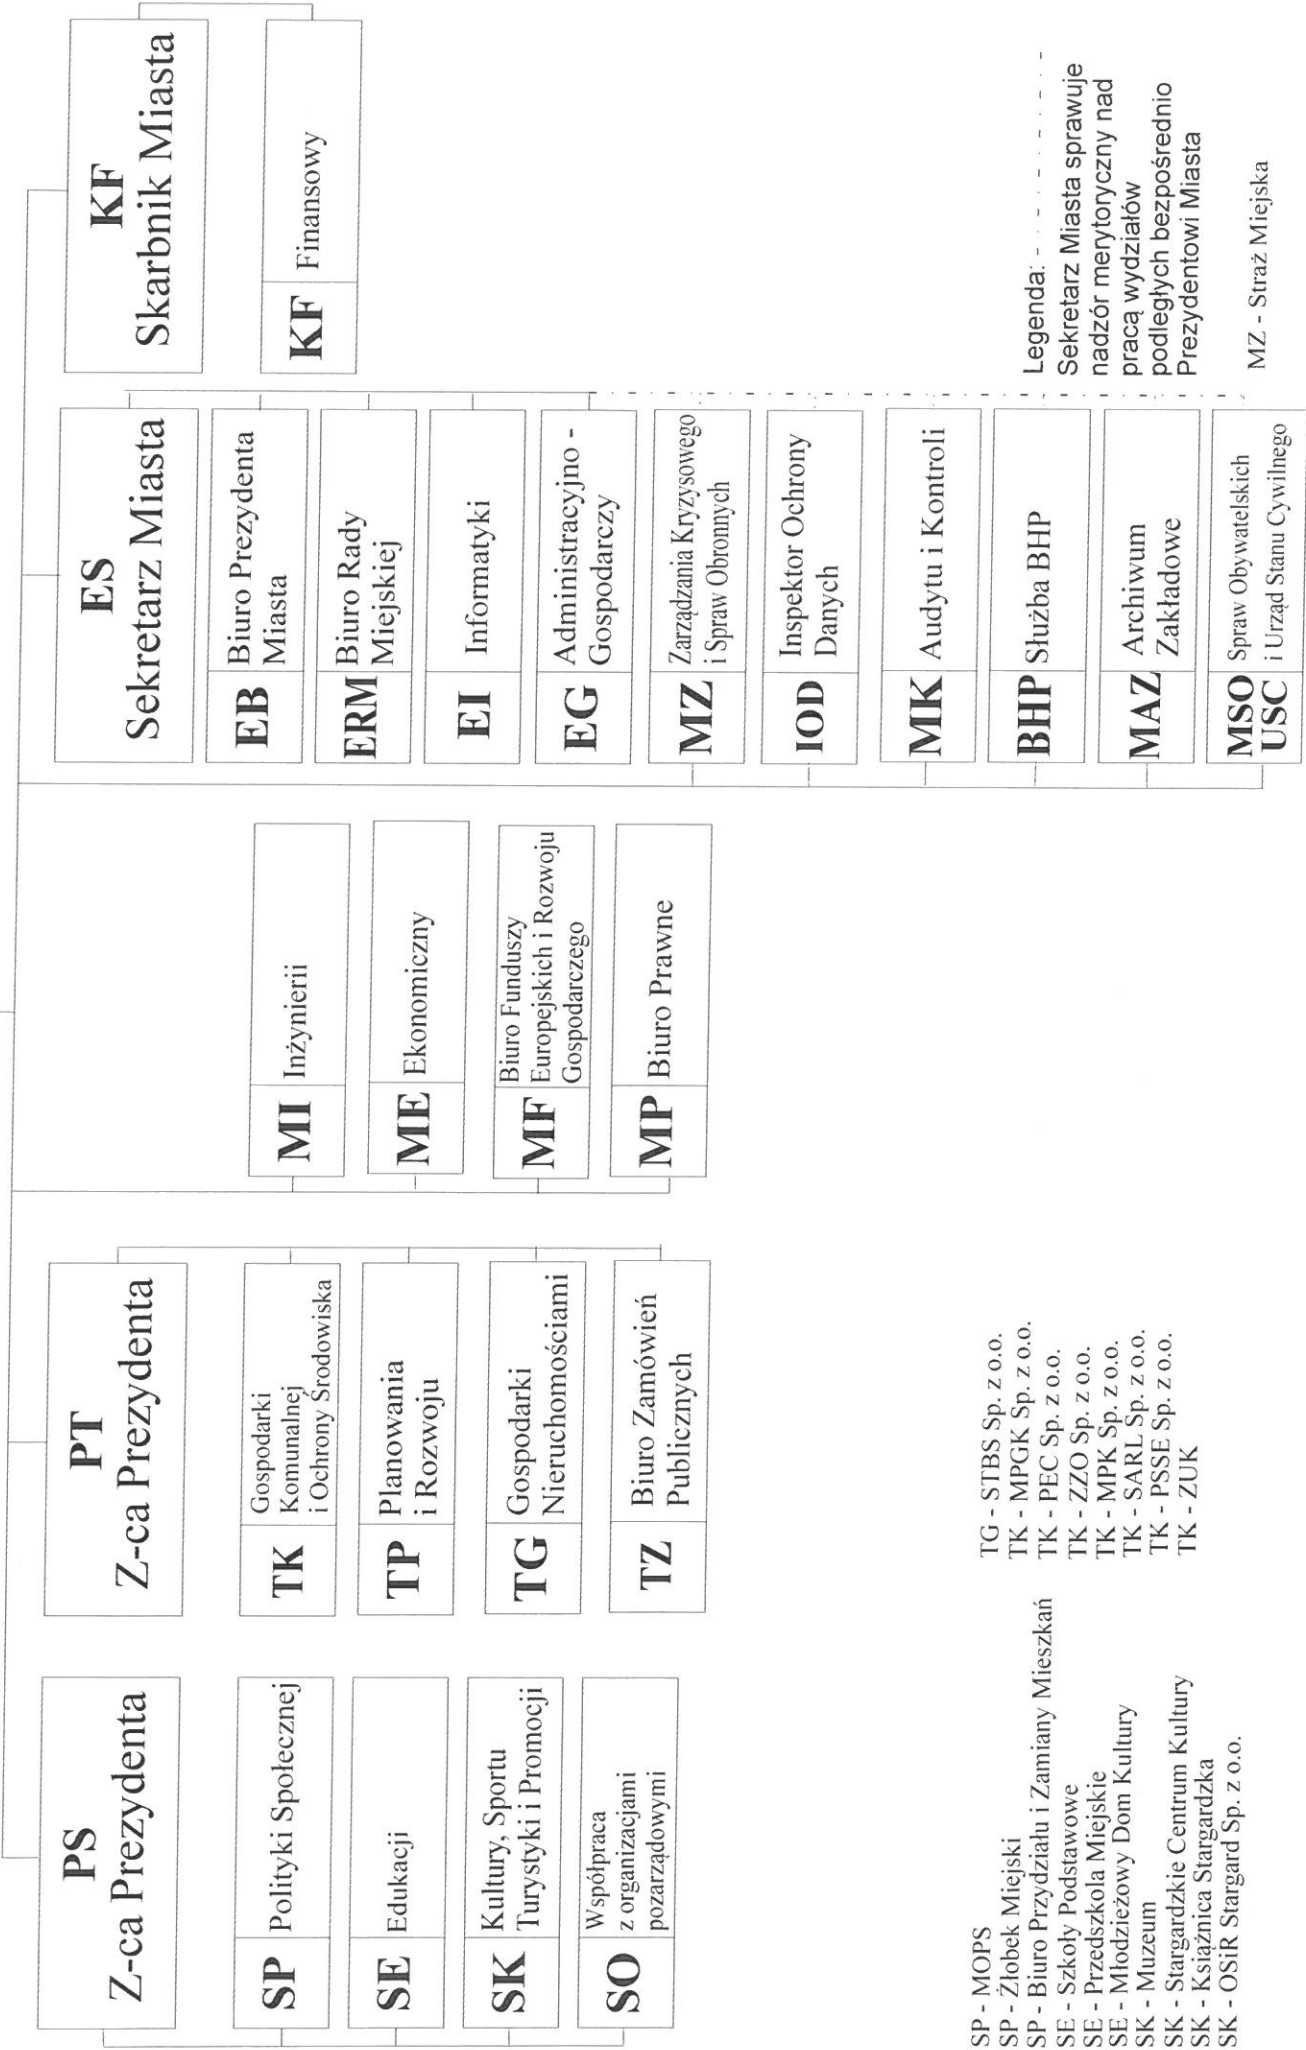 PS
Z-ca Prezydenta
SP
Polityki Społecznej
SE
Edukacji
SK
Kultury, Sportu
Turystyki i Promocji
SO
Współpraca
z organizacjami
pozarządowymi
PT
Z-ca Prezydenta
TK
Gospodarki
Komunalnej
i Ochrony Środowiska
TP
Planowania
i Rozwoju
TG
Gospodarki
Nieruchomościami
TZ
Biuro Zamówień
Publicznych
MI
Inżynierii
ME
Ekonomiczny
MF
Biuro Funduszy
Europejskich i Rozwoju
Gospodarczego
MP
Biuro Prawne
ES
Sekretarz Miasta
EB
Biuro Prezydenta
Miasta
ERM
Biuro Rady
Miejskiej
EI
Informatyki
EG
Administracyjno -
Gospodarczy
MZ
Zarządzania Kryzysowego
i Spraw Obronnych
IOD
Inspektor Ochrony
Danych
MK
Audytu i Kontroli
BHP
Służba BHP
MAZ
Archiwum
Zakładowe
MSO
USC
Spraw Obywatelskich
i Urząd Stanu Cywilnego
KF
Skarbnik Miasta
KF
Finansowy
SP - MOPS
SP - Żłobek Miejski
SP - Biuro Przydziału i Zamiany Mieszkań
SE - Szkoły Podstawowe
SE - Przedszkola Miejskie
SE - Młodzieżowy Dom Kultury
SK - Muzeum
SK - Stargardzkie Centrum Kultury
SK - Książnica Stargardzka
SK - OSiR Stargard Sp. z o.o.
TG - STBS Sp. z o.o.
TK - MPGK Sp. z o.o.
TK - PEC Sp. z o.o.
TK - ZZO Sp. z o.o.
TK - MPK Sp. z o.o.
TK - SARL Sp. z o.o.
TK - PSSE Sp. z o.o.
TK - ZUK
Legenda:
Sekretarz Miasta sprawuje
nadzór merytoryczny nad
pracą wydziałów
podległych bezpośrednio
Prezydentowi Miasta
MZ - Straż Miejska